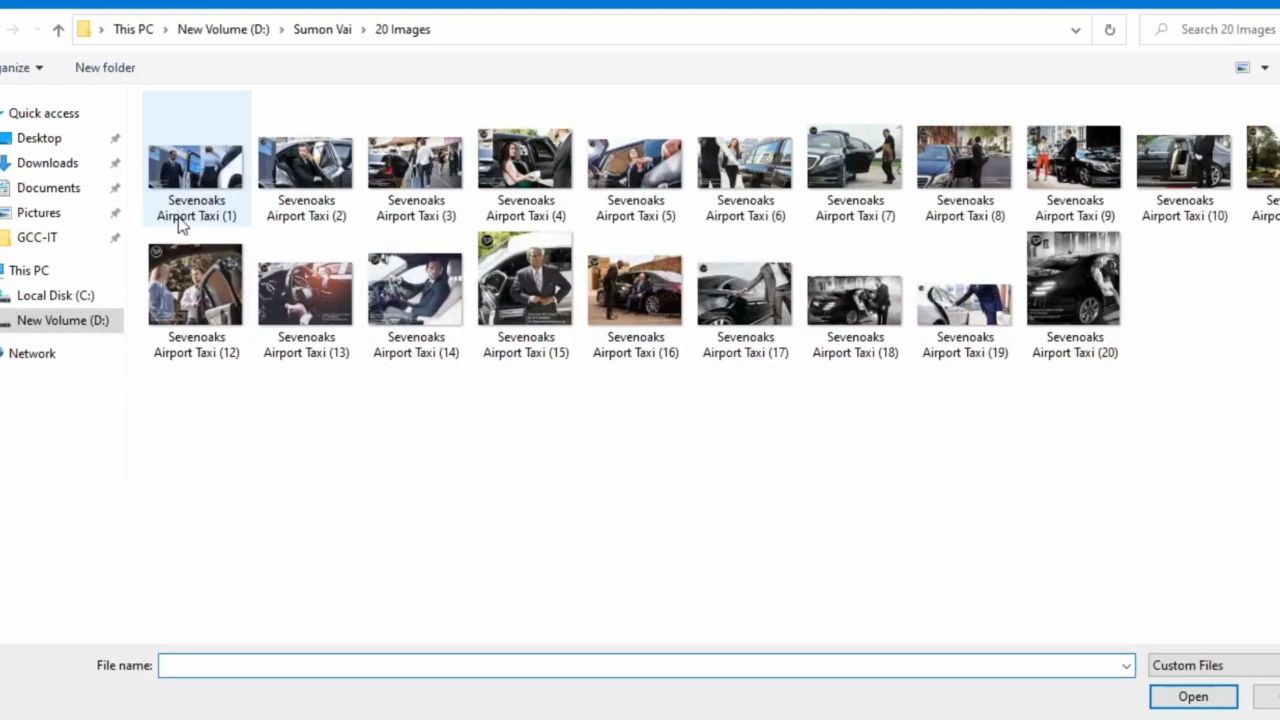 This PC > New Volume (D:) > Sumon Vai > 20 Images
Search 20 Images
anize
New folder
Quick access
Desktop
Downloads
Documents
Pictures
GCC-IT
This PC
Local Disk (C:)
New Volume (D:)
Network
Sevenoaks
Airport Taxi (1)
Sevenoaks
Airport Taxi (2)
Sevenoaks
Airport Taxi (3)
Sevenoaks
Airport Taxi (4)
Sevenoaks
Airport Taxi (5)
Sevenoaks
Airport Taxi (6)
Sevenoaks
Airport Taxi (7)
Sevenoaks
Airport Taxi (8)
Sevenoaks
Airport Taxi (9)
Sevenoaks
Airport Taxi (10)
Se
Airpo
Sevenoaks
Airport Taxi (12)
Sevenoaks
Airport Taxi (13)
Sevenoaks
Airport Taxi (14)
Sevenoaks
Airport Taxi (15)
Sevenoaks
Airport Taxi (16)
Sevenoaks
Airport Taxi (17)
Sevenoaks
Airport Taxi (18)
Sevenoaks
Airport Taxi (19)
Sevenoaks
Airport Taxi (20)
File name:
Custom Files
Open